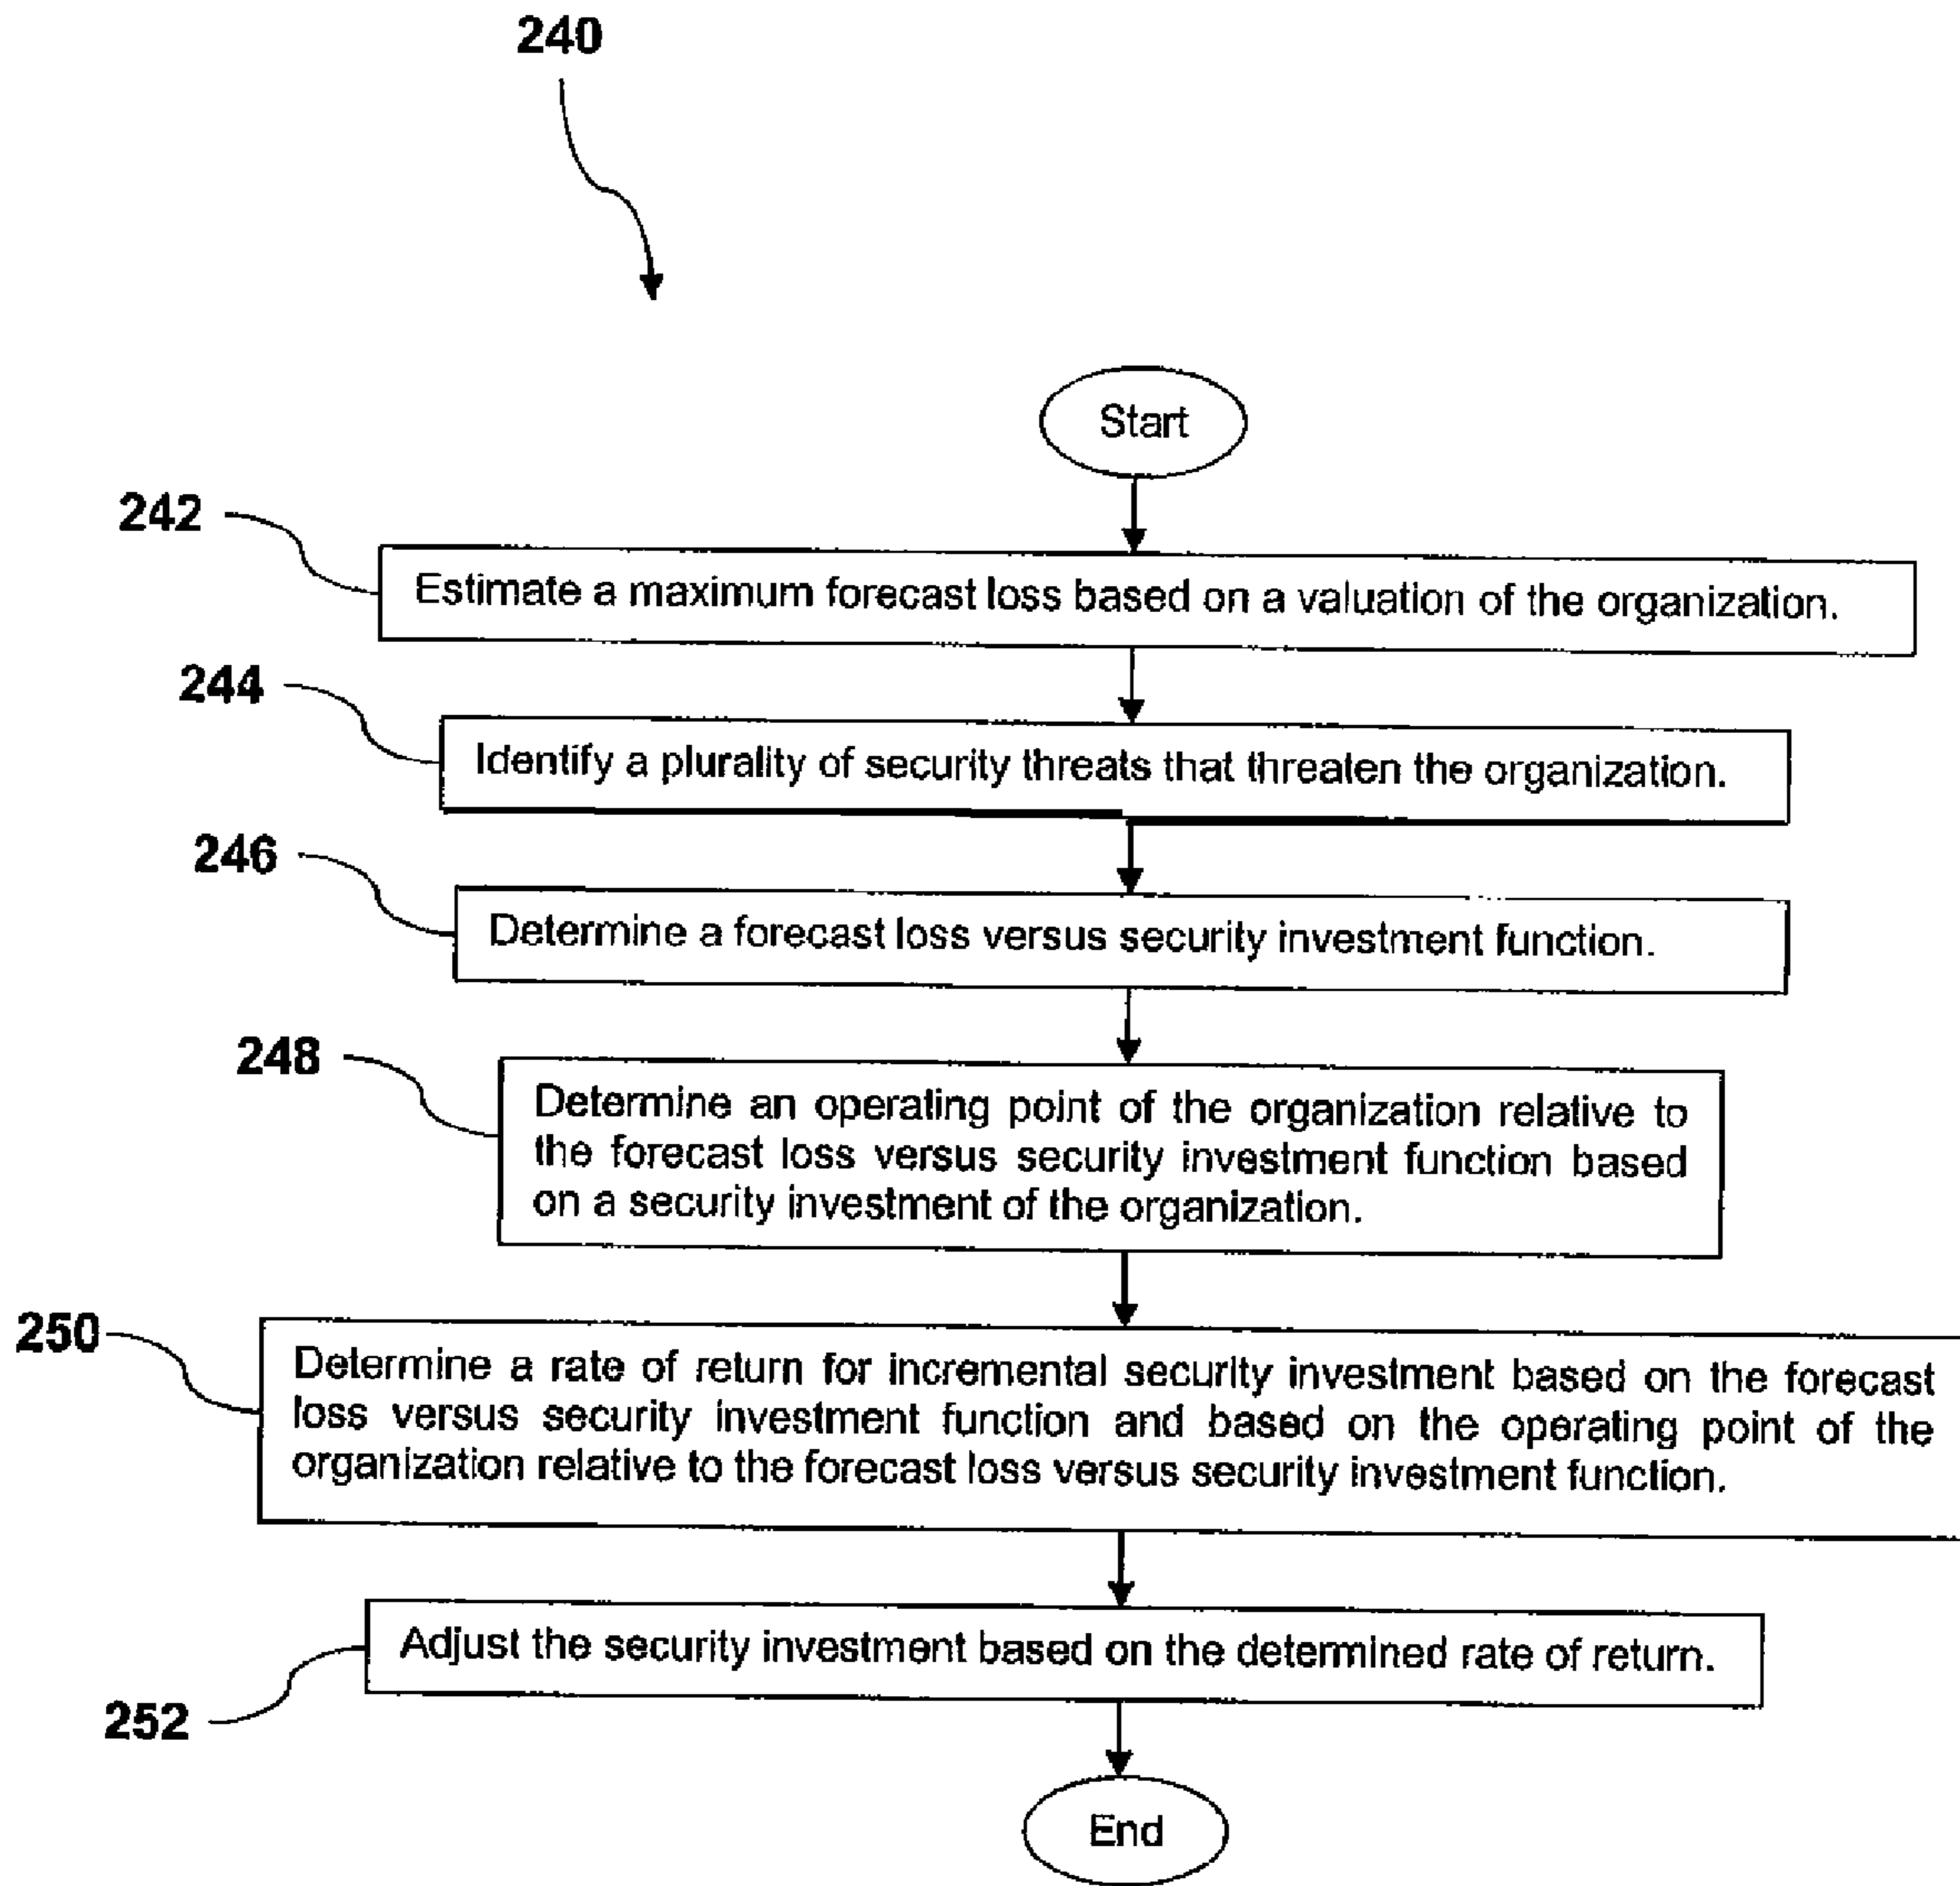 240
Start
242
Estimate a maximum forecast loss based on a valuation of the organization.
244
Identify a plurality of security threats that threaten the organization.
246
Determine a forecast loss versus security investment function.
248
Determine an operating point of the organization relative to
the forecast loss versus security investment function based
on a security investment of the organization.
250
Determine a rate of return for incremental security investment based on the forecast
loss versus security investment function and based on the operating point of the
organization relative to the forecast loss versus security investment function.
Adjust the security investment based on the determined rate of return.
252
End